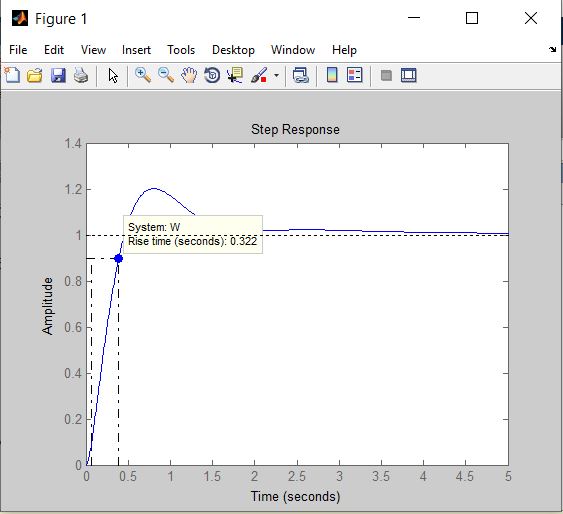 Figure 1
File Edit View Insert Tools Desktop Window Help
Step Response
1.4
1.2
1
0.8
0.6
0.4
0.2
0
Amplitude
System: W
Rise time (seconds): 0.322
0 0.5 1 1.5 2 2.5 3 3.5 4 4.5 5
Time (seconds)